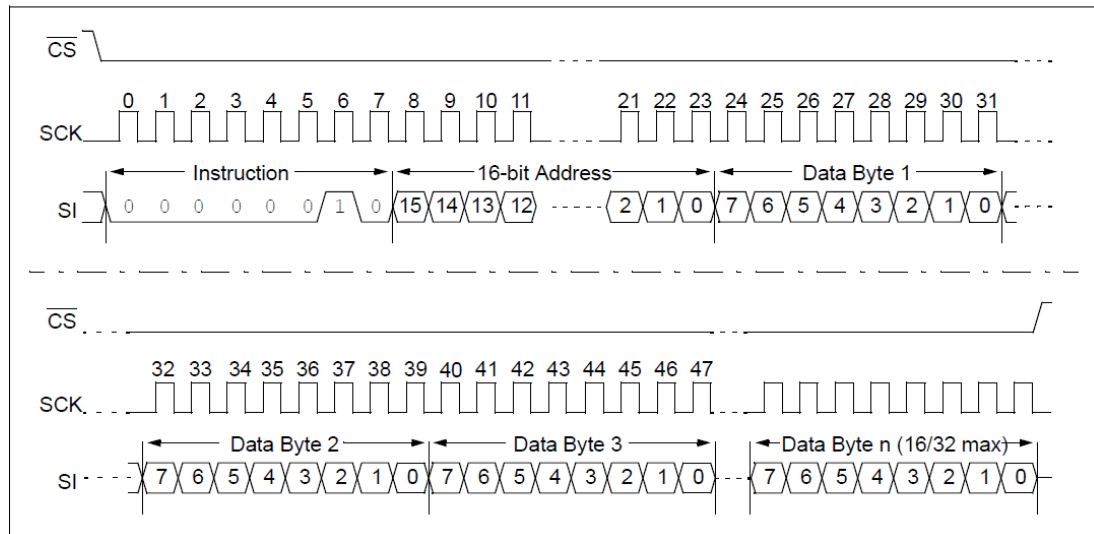 CS
0 1 2 3 4 5 6 7 8 9 10 11 21 22 23 24 25 26 27 28 29 30 31
SCK
Instruction 16-bit Address Data Byte 1
SI 0 0 0 0 0 0 1 0 15 14 13 12 2 1 0 7 6 5 4 3 2 1 0
CS
32 33 34 35 36 37 38 39 40 41 42 43 44 45 46 47
SCK
Data Byte 2 Data Byte 3 Data Byte n (16/32 max)
SI 7 6 5 4 3 2 1 0 7 6 5 4 3 2 1 0 7 6 5 4 3 2 1 0